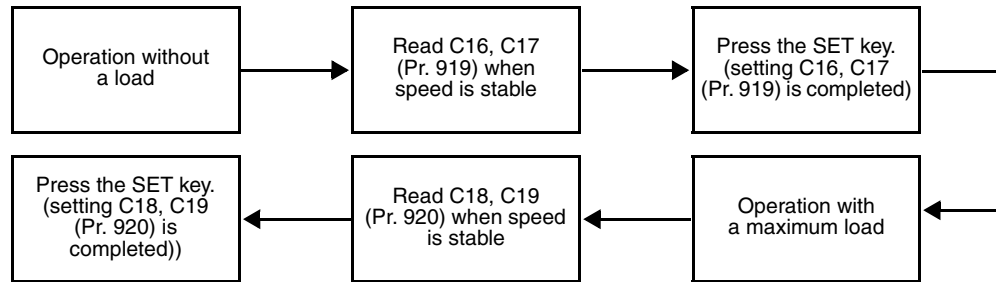 Operation without
a load
Read C16, C17
(Pr. 919) when
speed is stable
Press the SET key.
(setting C16, C17
(Pr. 919) is completed)
Operation with
a maximum load
Read C18, C19
(Pr. 920) when speed
is stable
Press the SET key.
(setting C18, C19
(Pr. 920) is
completed))